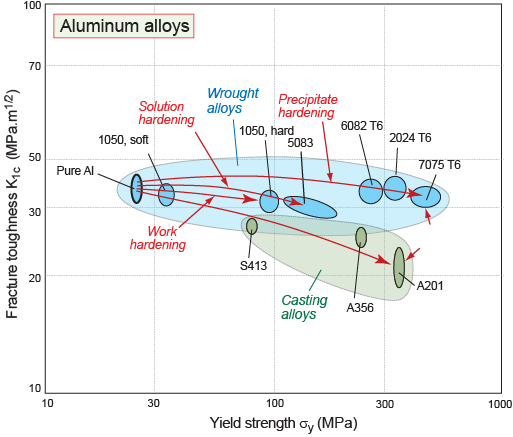 Aluminum alloys
100
70
50
30
20
10
Fracture toughness K1c (MPa.m^1/2)
Solution
hardening
Wrought
alloys
Precipitate
hardening
1050, soft
1050, hard
5083
6082 T6
2024 T6
7075 T6
Pure Al
Work
hardening
S413
Casting
alloys
A356
A201
10
30
100
300
1000
Yield strength σy (MPa)